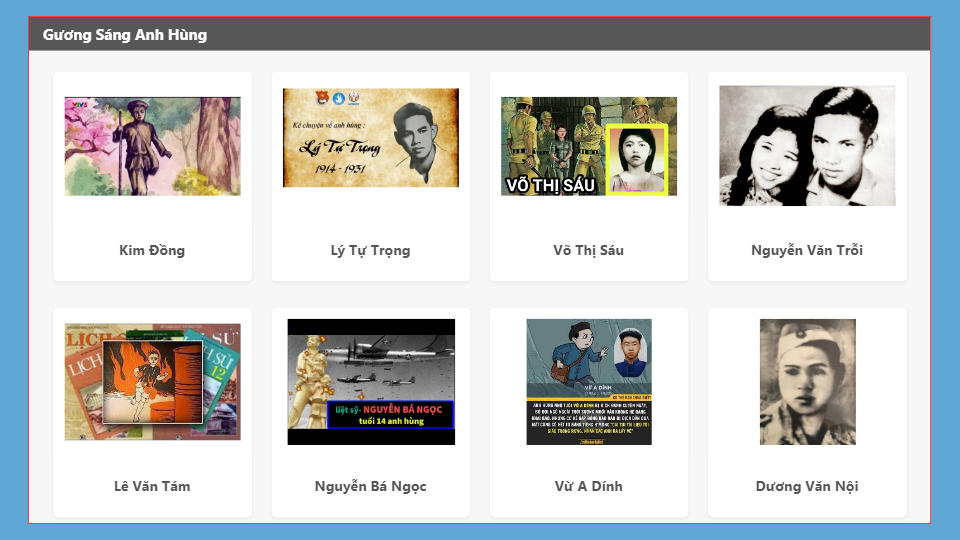 Gương Sáng Anh Hùng
VTV5
Kể chuyện về anh hùng :
Lý Tự Trọng
1914 - 1931
VÕ THỊ SÁU
Kim Đồng
Lý Tự Trọng
Võ Thị Sáu
Nguyễn Văn Trỗi
LỊCH
SỬ
LỊCH
SỬ
12
liệt sỹ- NGUYỄN BÁ NGỌC
tuổi 14 anh hùng
VỪ A DÍNH
Lê Văn Tám
Nguyễn Bá Ngọc
Vừ A Dính
Dương Văn Nội